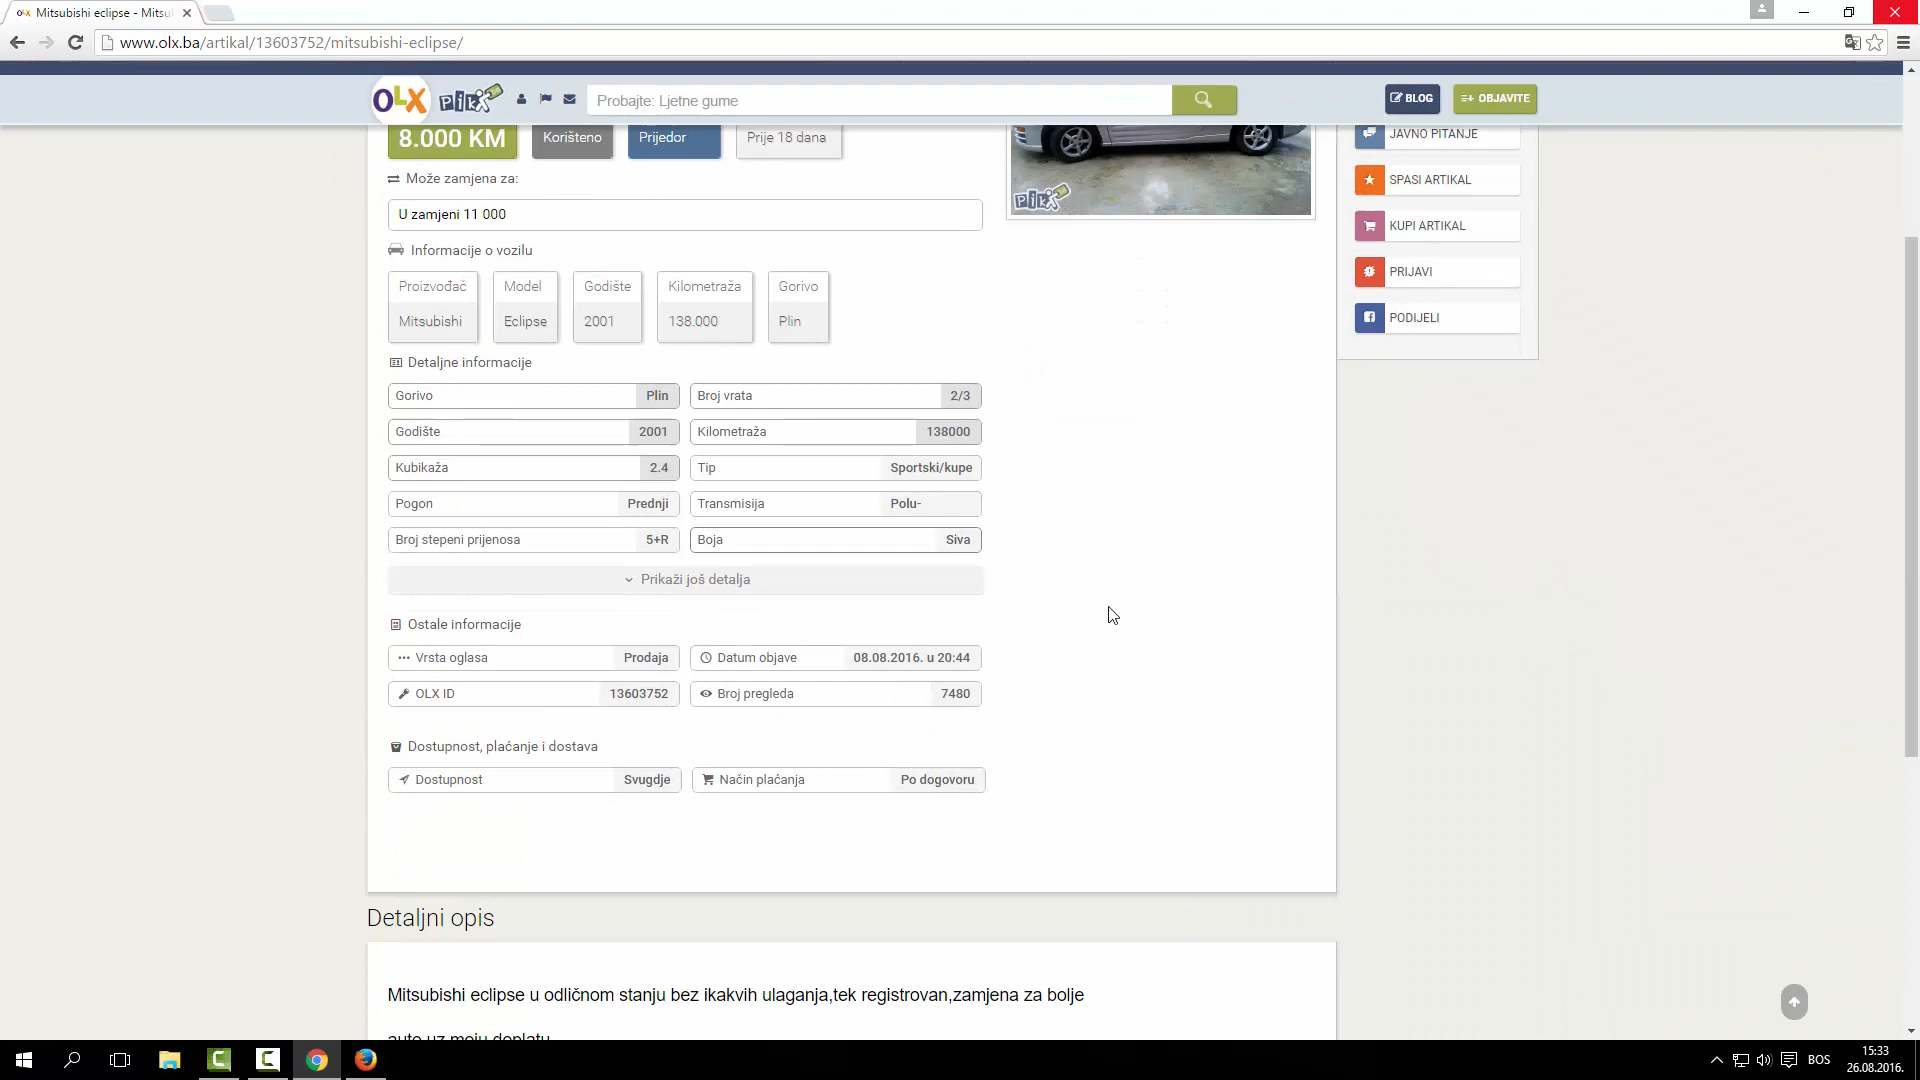 Mitsubishi eclipse - Mitsu
www.olx.ba/artikal/13603752/mitsubishi-eclipse/
OLX PIK Probajte: Ljetne gume BLOG OBJAVITE
8.000 KM Korišteno Prijedor Prije 18 dana
JAVNO PITANJE
Može zamjena za:
SPASI ARTIKAL
PIK
U zamjeni 11 000
KUPI ARTIKAL
Informacije o vozilu
PRIJAVI
Proizvođač Model Godište Kilometraža Gorivo
Mitsubishi Eclipse 2001 138.000 Plin
PODIJELI
Detaljne informacije
Gorivo Plin Broj vrata 2/3
Godište 2001 Kilometraža 138000
Kubikaža 2.4 Tip Sportski/kupe
Pogon Prednji Transmisija Polu-
Broj stepeni prijenosa 5+R Boja Siva
Prikaži još detalja
Ostale informacije
Vrsta oglasa Prodaja Datum objave 08.08.2016. u 20:44
OLX ID 13603752 Broj pregleda 7480
Dostupnost, plaćanje i dostava
Dostupnost Svugdje Način plaćanja Po dogovoru
Detaljni opis
Mitsubishi eclipse u odličnom stanju bez ikakvih ulaganja,tek registrovan,zamjena za bolje
auto uz moju doplatu
BOS 15:33
26.08.2016.